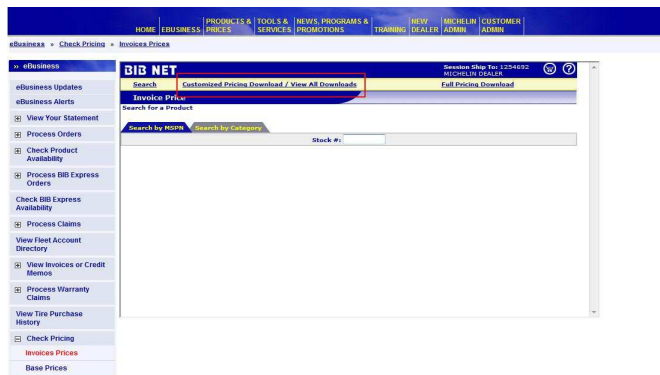 PRODUCTS & TOOLS & NEWS, PROGRAMS & NEW MICHELIN CUSTOMER
HOME EBUSINESS PRICES SERVICES PROMOTIONS TRAINING DEALER ADMIN ADMIN
eBusiness » Check Pricing » Invoices Prices
» eBusiness
eBusiness Updates
eBusiness Alerts
View Your Statement
Process Orders
Check Product
Availability
Process BIB Express
Orders
Check BIB Express
Availability
Process Claims
View Fleet Account
Directory
View Invoices or Credit
Memos
Process Warranty
Claims
View Tire Purchase
History
Check Pricing
Invoices Prices
Base Prices
BIB NET
Session Ship To: 1254692
MICHELIN DEALER
Search Customized Pricing Download / View All Downloads Full Pricing Download
Invoice Price
Search for a Product
Search by MSPN Search by Category
Stock #: